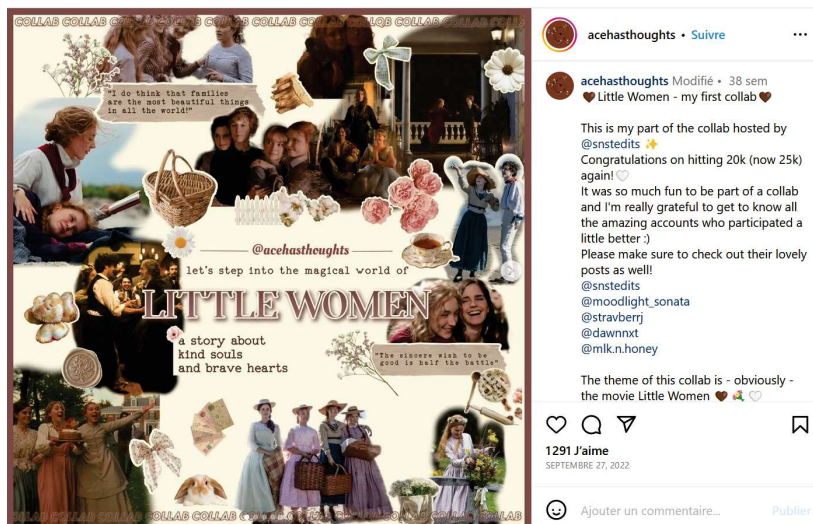 COLLAB COLLAB COLLAB COLLAB COLLAB COLLAB COLLAB COLLAB COLLAB COLLAB COLLAB
"I do think that families
are the most beautiful things
in all the world!"
@acehasthoughts
let's step into the magical world of
LITTLE WOMEN
a story about
kind souls
and brave hearts
"The sincere wish to be
good is half the battle"
COLLAB COLLAB COLLAB COLLAB COLLAB COLLAB COLLAB COLLAB COLLAB
acehasthoughts • Suivre
acehasthoughts Modifié • 38 sem
🤎Little Women - my first collab🤎
This is my part of the collab hosted by
@snstedits ✨
Congratulations on hitting 20k (now 25k)
again!🤍
It was so much fun to be part of a collab
and I'm really grateful to get to know all
the amazing accounts who participated a
little better :)
Please make sure to check out their lovely
posts as well!
@snstedits
@moodlight_sonata
@stravberrj
@dawnnxt
@mlk.n.honey
The theme of this collab is - obviously -
the movie Little Women 🤎 💐 🤍
1291 J'aime
SEPTEMBRE 27, 2022
Ajouter un commentaire... Publier